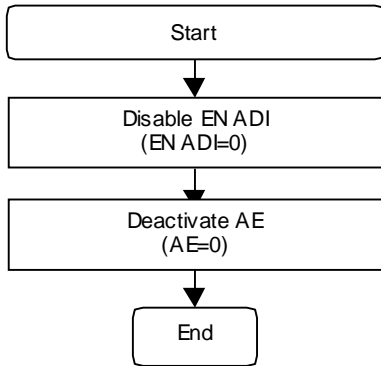 Start
Disable EN ADI
(EN ADI=0)
Deactivate AE
(AE=0)
End